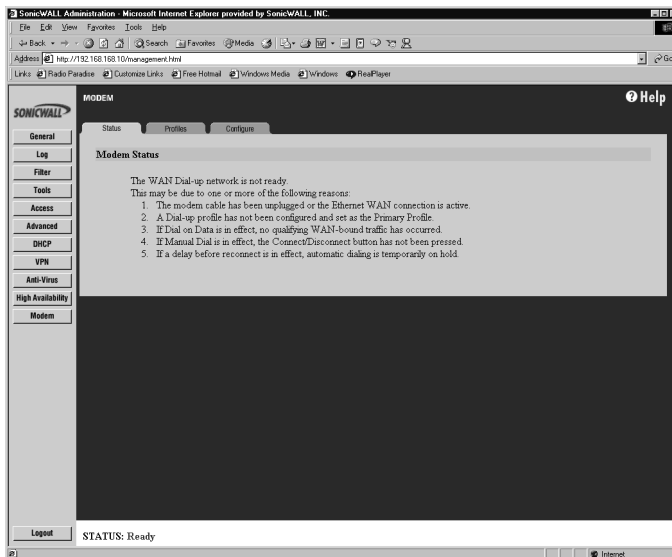 SonicWALL Administration - Microsoft Internet Explorer provided by SonicWALL, INC.
File Edit View Favorites Tools Help
Back Search Favorites Media
Address http://192.168.168.10/management.html Go
Links Radio Paradise Customize Links Free Hotmail Windows Media Windows RealPlayer
SONICWALL
MODEM
Help
Status Profiles Configure
General
Log
Filter
Tools
Access
Advanced
DHCP
VPN
Anti-Virus
High Availability
Modem
Modem Status
The WAN Dial-up network is not ready.
This may be due to one or more of the following reasons:
1. The modem cable has been unplugged or the Ethernet WAN connection is active.
2. A Dial-up profile has not been configured and set as the Primary Profile.
3. If Dial on Data is in effect, no qualifying WAN-bound traffic has occurred.
4. If Manual Dial is in effect, the Connect/Disconnect button has not been pressed.
5. If a delay before reconnect is in effect, automatic dialing is temporarily on hold.
Logout
STATUS: Ready
Internet